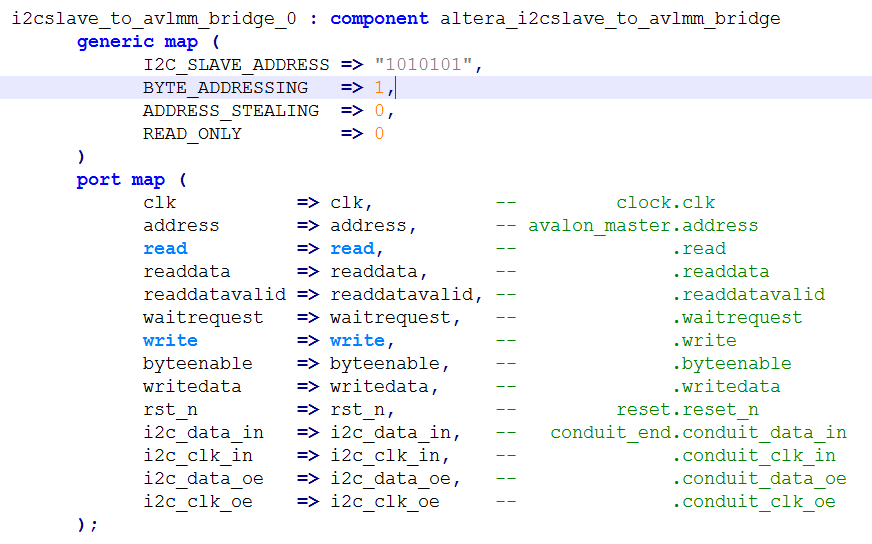 i2cslave_to_avlmm_bridge_0 : component altera_i2cslave_to_avlmm_bridge
generic map (
I2C_SLAVE_ADDRESS => "1010101",
BYTE_ADDRESSING => 1,
ADDRESS_STEALING => 0,
READ_ONLY => 0
)
port map (
clk => clk, -- clock.clk
address => address, -- avalon_master.address
read => read, -- .read
readdata => readdata, -- .readdata
readdatavalid => readdatavalid, -- .readdatavalid
waitrequest => waitrequest, -- .waitrequest
write => write, -- .write
byteenable => byteenable, -- .byteenable
writedata => writedata, -- .writedata
rst_n => rst_n, -- reset.reset_n
i2c_data_in => i2c_data_in, -- conduit_end.conduit_data_in
i2c_clk_in => i2c_clk_in, -- .conduit_clk_in
i2c_data_oe => i2c_data_oe, -- .conduit_data_oe
i2c_clk_oe => i2c_clk_oe -- .conduit_clk_oe
);